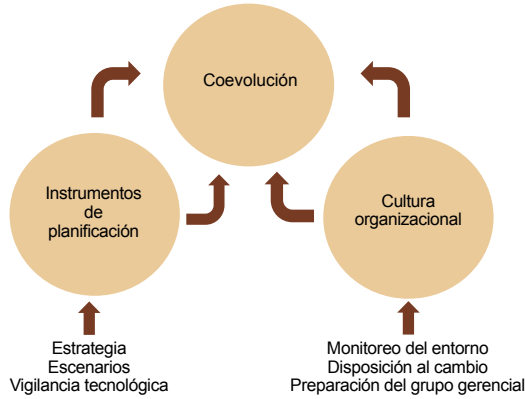 Coevolución
Instrumentos
de
planificación
Cultura
organizacional
Estrategia
Escenarios
Vigilancia tecnológica
Monitoreo del entorno
Disposición al cambio
Preparación del grupo gerencial